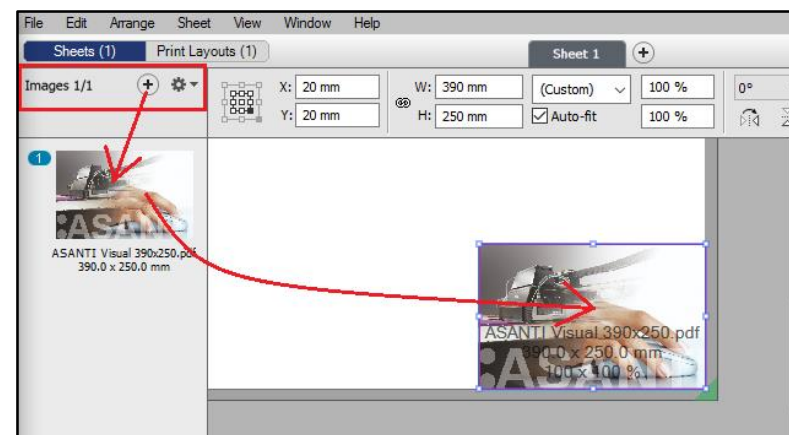 File Edit Arrange Sheet View Window Help
Sheets (1) Print Layouts (1) Sheet 1
Images 1/1 X: 20 mm W: 390 mm (Custom) 100 % 0°
Y: 20 mm H: 250 mm Auto-fit 100 %
1
:ASANTI
ASANTI Visual 390x250.pdf
390.0 x 250.0 mm
ASANTI Visual 390x250.pdf
390.0 x 250.0 mm
100 x 100 %